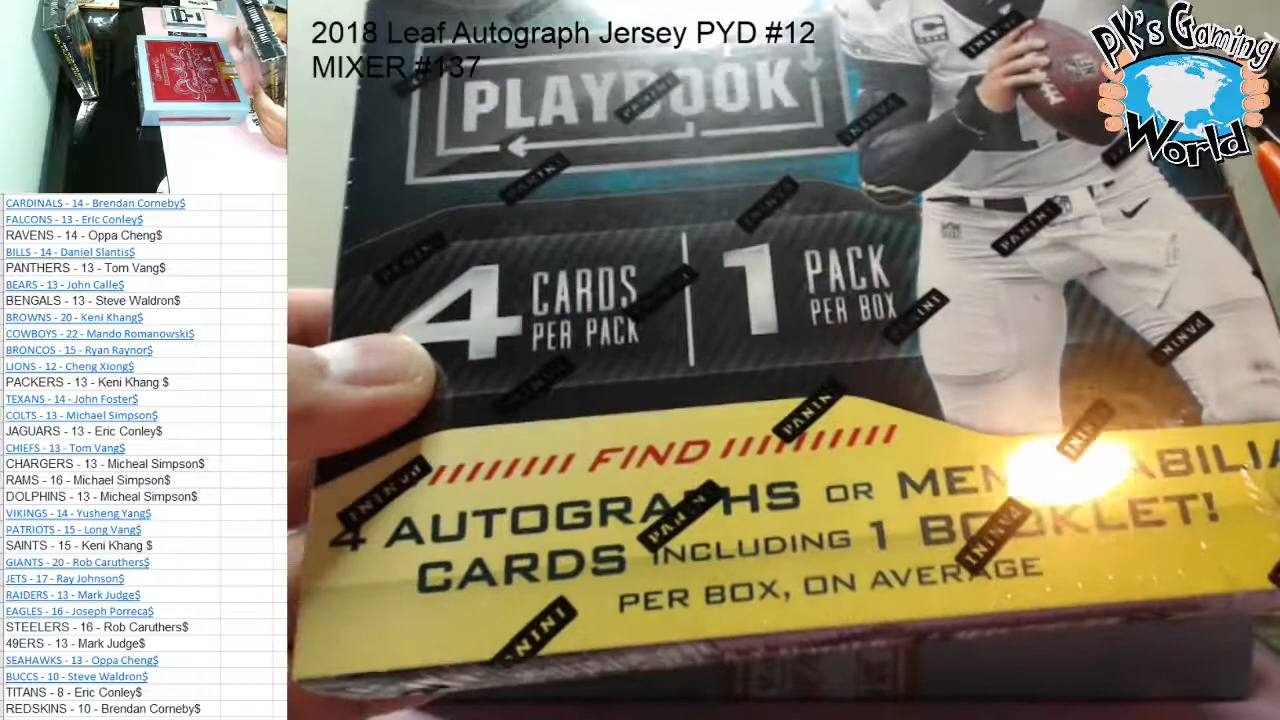 2018 Leaf Autograph Jersey PYD #12
MIXER #137
PK's Gaming
World
PLAYBOOK
4 CARDS PER PACK
1 PACK PER BOX
FIND
4 AUTOGRAPHS OR MEMORABILIA
CARDS INCLUDING 1 BOOKLET!
PER BOX, ON AVERAGE
PANINI
CARDINALS - 14 - Brendan Corneby$
FALCONS - 13 - Eric Conley$
RAVENS - 14 - Oppa Cheng$
BILLS - 14 - Daniel Slantis$
PANTHERS - 13 - Tom Vang$
BEARS - 13 - John Calle$
BENGALS - 13 - Steve Waldron$
BROWNS - 20 - Keni Khang$
COWBOYS - 22 - Mando Romanowski$
BRONCOS - 15 - Ryan Raynor$
LIONS - 12 - Cheng Xiong$
PACKERS - 13 - Keni Khang $
TEXANS - 14 - John Foster$
COLTS - 13 - Michael Simpson$
JAGUARS - 13 - Eric Conley$
CHIEFS - 13 - Tom Vang$
CHARGERS - 13 - Micheal Simpson$
RAMS - 16 - Michael Simpson$
DOLPHINS - 13 - Micheal Simpson$
VIKINGS - 14 - Yusheng Yang$
PATRIOTS - 15 - Long Vang$
SAINTS - 15 - Keni Khang $
GIANTS - 20 - Rob Caruthers$
JETS - 17 - Ray Johnson$
RAIDERS - 13 - Mark Judge$
EAGLES - 16 - Joseph Porreca$
STEELERS - 16 - Rob Caruthers$
49ERS - 13 - Mark Judge$
SEAHAWKS - 13 - Oppa Cheng$
BUCCS - 10 - Steve Waldron$
TITANS - 8 - Eric Conley$
REDSKINS - 10 - Brendan Corneby$